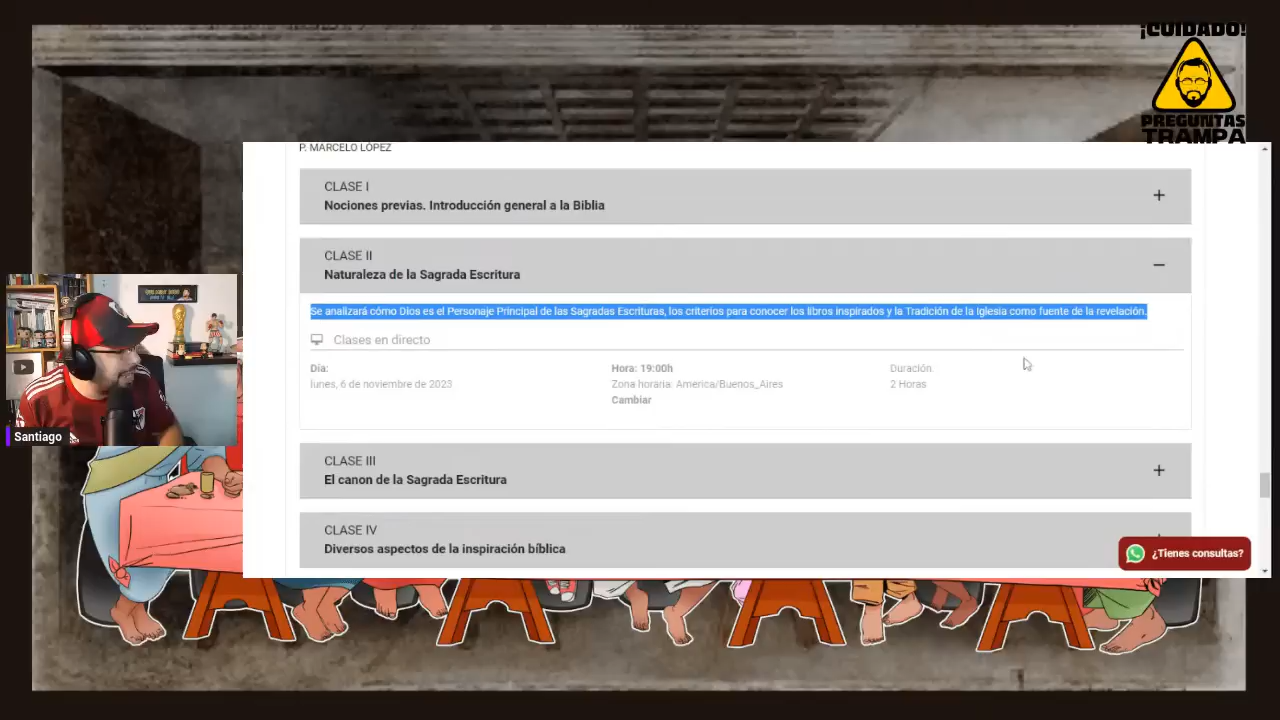 ¡CUIDADO!
PREGUNTAS
TRAMPA
P. MARCELO LÓPEZ
CLASE I
Nociones previas. Introducción general a la Biblia
CLASE II
Naturaleza de la Sagrada Escritura
Se analizará cómo Dios es el Personaje Principal de las Sagradas Escrituras, los criterios para conocer los libros inspirados y la Tradición de la Iglesia como fuente de la revelación.
Clases en directo
Día:
lunes, 6 de noviembre de 2023
Hora: 19:00h
Zona horaria: America/Buenos_Aires
Cambiar
Duración:
2 Horas
CLASE III
El canon de la Sagrada Escritura
CLASE IV
Diversos aspectos de la inspiración bíblica
¿Tienes consultas?
Santiago